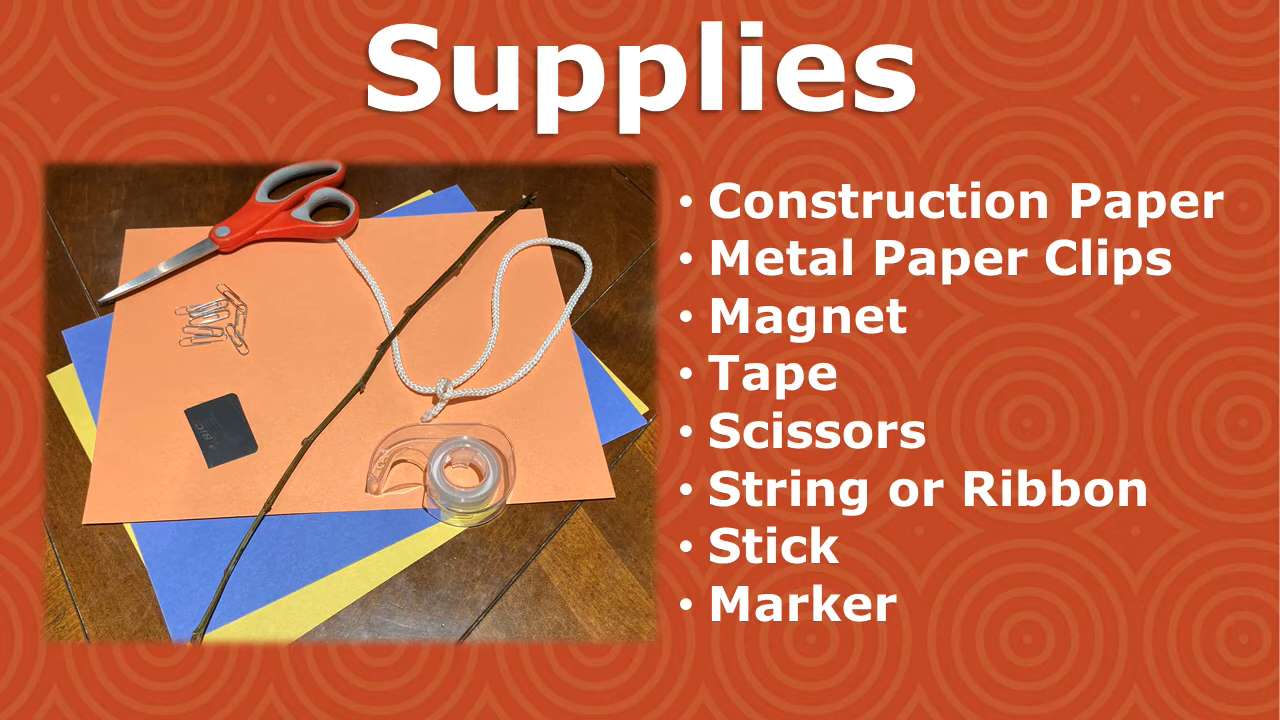 Supplies
• Construction Paper
• Metal Paper Clips
• Magnet
• Tape
• Scissors
• String or Ribbon
• Stick
• Marker